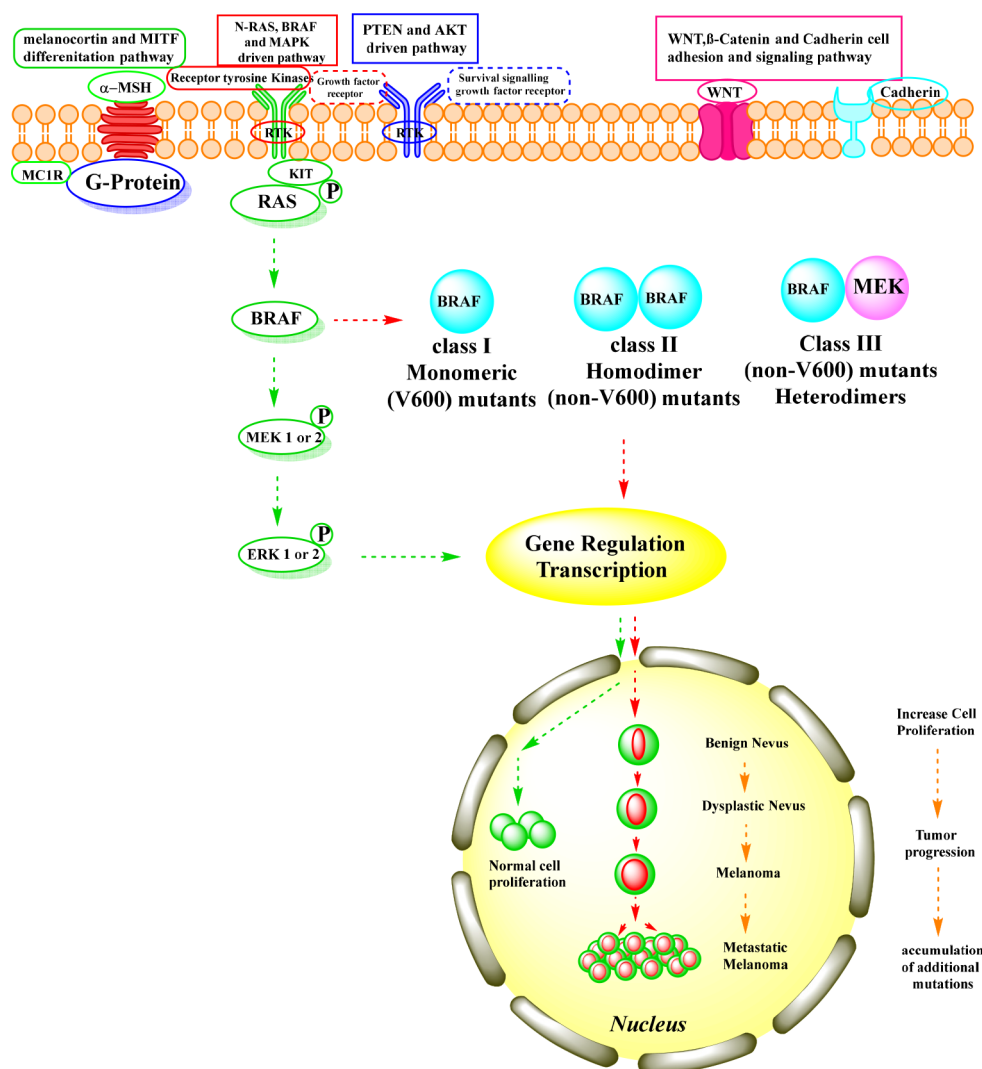 melanocortin and MITF
differenitation pathway
N-RAS, BRAF
and MAPK
driven pathway
PTEN and AKT
driven pathway
WNT,ß-Catenin and Cadherin cell
adhesion and signaling pathway
α−MSH
Receptor tyrosine Kinases
Growth factor
receptor
Survival signalling
growth factor receptor
WNT
Cadherin
RTK
RTK
MC1R
G-Protein
KIT
P
RAS
BRAF
BRAF
class I
Monomeric
(V600) mutants
BRAF
BRAF
class II
Homodimer
(non-V600) mutants
BRAF
MEK
Class III
(non-V600) mutants
Heterodimers
P
MEK 1 or 2
P
ERK 1 or 2
Gene Regulation
Transcription
Normal cell
proliferation
Benign Nevus
Dysplastic Nevus
Melanoma
Metastatic
Melanoma
Nucleus
Increase Cell
Proliferation
Tumor
progression
accumulation
of additional
mutations